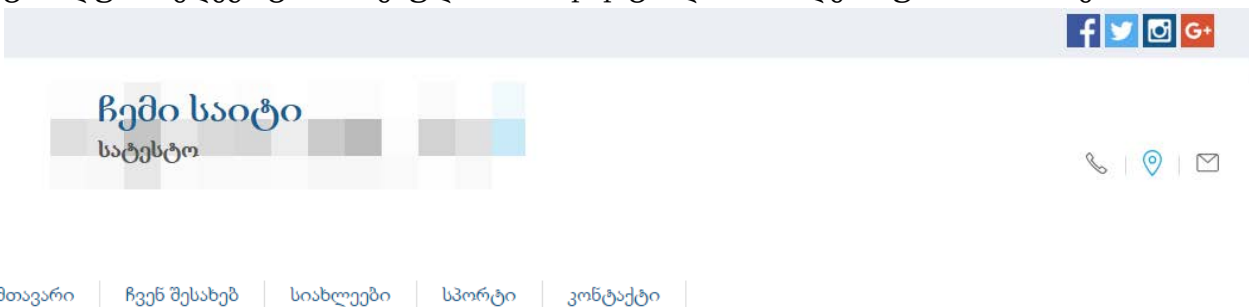 G+
ჩემი საიტი
სატესტო
მთავარი ჩვენ შესახებ სიახლეები სპორტი კონტაქტი